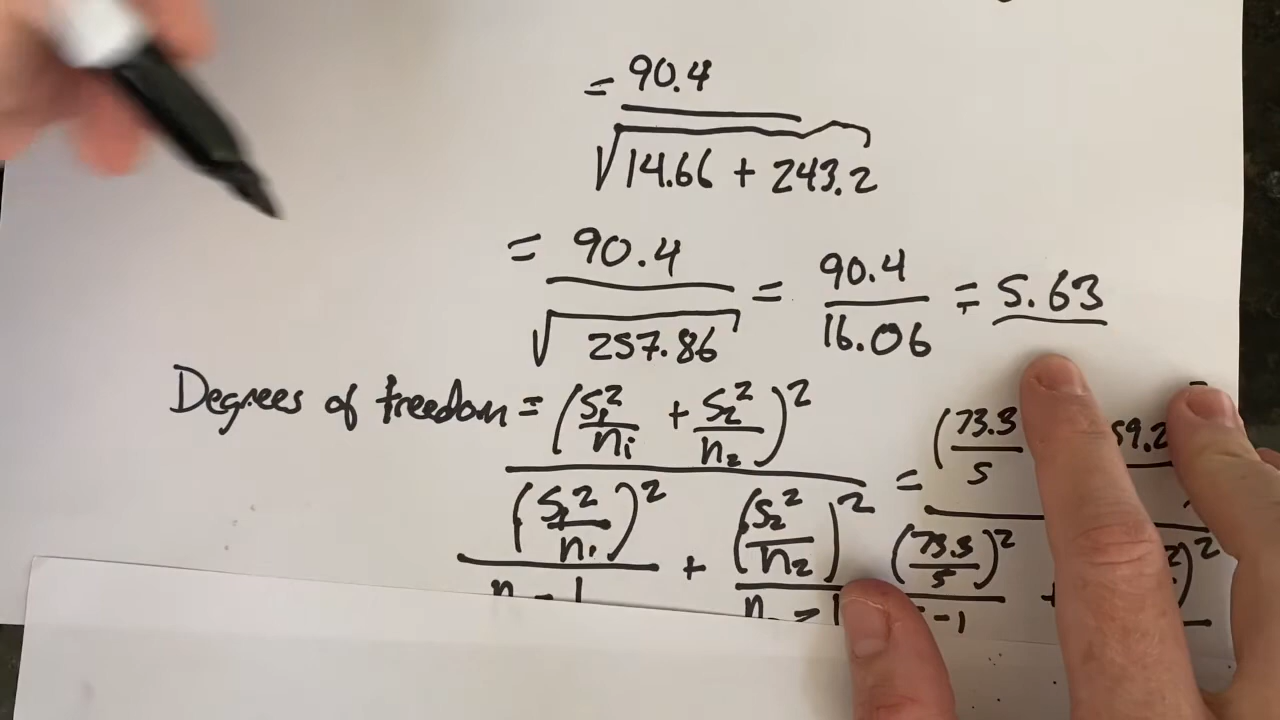 = 90.4
√14.66 + 243.2
= 90.4 = 90.4 = 5.63
√257.86 16.06
Degrees of freedom = (S₁²/n₁ + S₂²/n₂)² = (73.3/5
(S₁²/n₁)² + (S₂²/n₂)² (73.3/5)² +
n - 1 n - 1 -1